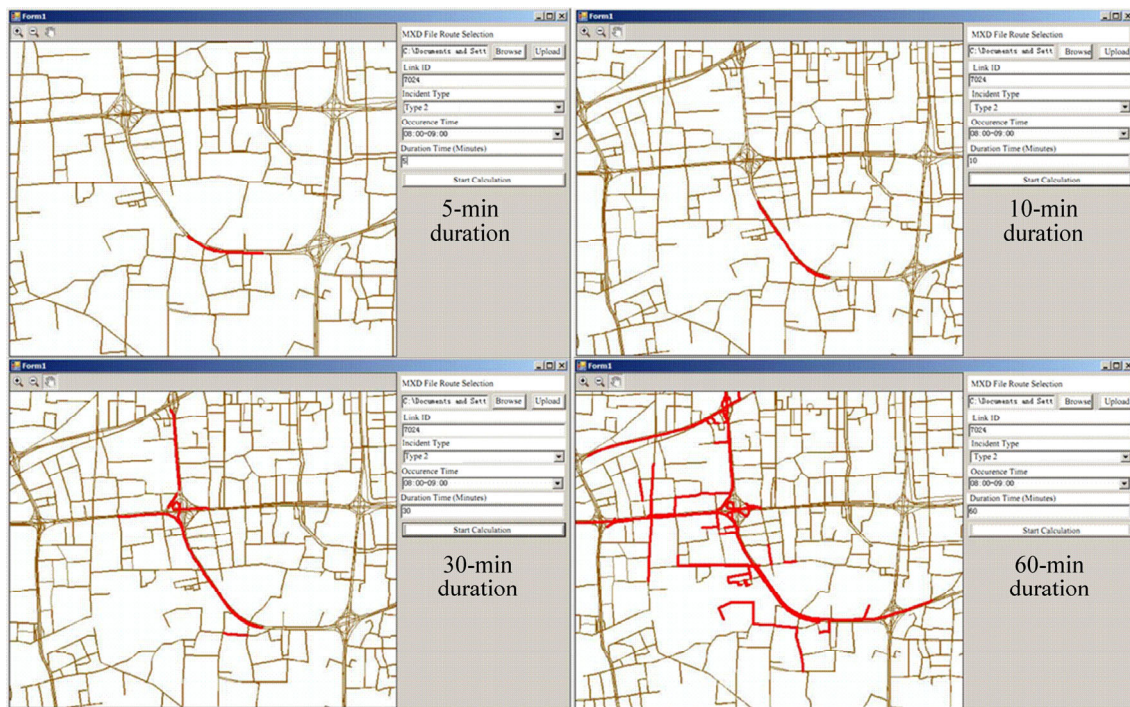 Form1
MXD File Route Selection
C:\Documents and Sett Browse Upload
Link ID
7024
Incident Type
Type 2
Occurence Time
08:00-09:00
Duration Time (Minutes)
5
Start Calculation
5-min
duration
Form1
MXD File Route Selection
C:\Documents and Sett Browse Upload
Link ID
7024
Incident Type
Type 2
Occurence Time
08:00-09:00
Duration Time (Minutes)
10
Start Calculation
10-min
duration
Form1
MXD File Route Selection
C:\Documents and Sett Browse Upload
Link ID
7024
Incident Type
Type 2
Occurence Time
08:00-09:00
Duration Time (Minutes)
30
Start Calculation
30-min
duration
Form1
MXD File Route Selection
C:\Documents and Sett Browse Upload
Link ID
7024
Incident Type
Type 2
Occurence Time
08:00-09:00
Duration Time (Minutes)
60
Start Calculation
60-min
duration